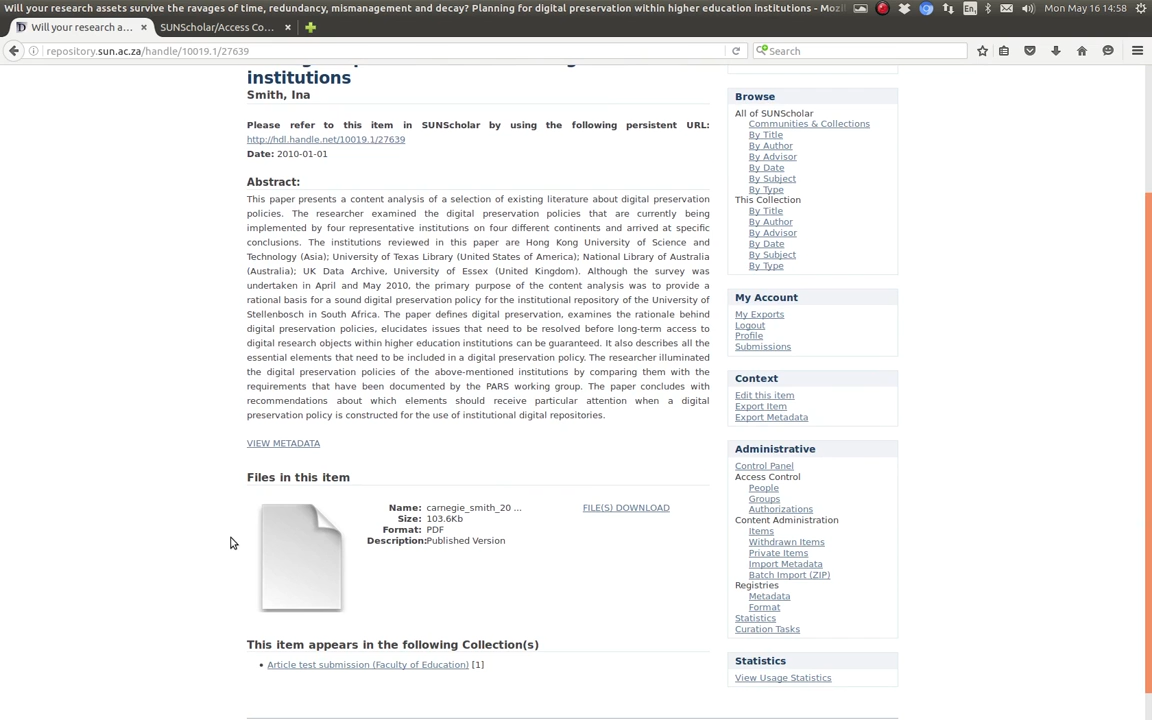 Will your research assets survive the ravages of time, redundancy, mismanagement and decay? Planning for digital preservation within higher education institutions - Mozil
En
Mon May 16 14:58
Will your research a...
SUNScholar/Access Co...
repository.sun.ac.za/handle/10019.1/27639
Search
institutions
Smith, Ina
Please refer to this item in SUNScholar by using the following persistent URL:
http://hdl.handle.net/10019.1/27639
Date: 2010-01-01
Abstract:
This paper presents a content analysis of a selection of existing literature about digital preservation
policies. The researcher examined the digital preservation policies that are currently being
implemented by four representative institutions on four different continents and arrived at specific
conclusions. The institutions reviewed in this paper are Hong Kong University of Science and
Technology (Asia); University of Texas Library (United States of America); National Library of Australia
(Australia); UK Data Archive, University of Essex (United Kingdom). Although the survey was
undertaken in April and May 2010, the primary purpose of the content analysis was to provide a
rational basis for a sound digital preservation policy for the institutional repository of the University of
Stellenbosch in South Africa. The paper defines digital preservation, examines the rationale behind
digital preservation policies, elucidates issues that need to be resolved before long-term access to
digital research objects within higher education institutions can be guaranteed. It also describes all the
essential elements that need to be included in a digital preservation policy. The researcher illuminated
the digital preservation policies of the above-mentioned institutions by comparing them with the
requirements that have been documented by the PARS working group. The paper concludes with
recommendations about which elements should receive particular attention when a digital
preservation policy is constructed for the use of institutional digital repositories.
VIEW METADATA
Files in this item
Name: carnegie_smith_20 ...
Size: 103.6Kb
Format: PDF
Description:Published Version
FILE(S) DOWNLOAD
This item appears in the following Collection(s)
• Article test submission (Faculty of Education) [1]
Browse
All of SUNScholar
Communities & Collections
By Title
By Author
By Advisor
By Date
By Subject
By Type
This Collection
By Title
By Author
By Advisor
By Date
By Subject
By Type
My Account
My Exports
Logout
Profile
Submissions
Context
Edit this item
Export Item
Export Metadata
Administrative
Control Panel
Access Control
People
Groups
Authorizations
Content Administration
Items
Withdrawn Items
Private Items
Import Metadata
Batch Import (ZIP)
Registries
Metadata
Format
Statistics
Curation Tasks
Statistics
View Usage Statistics